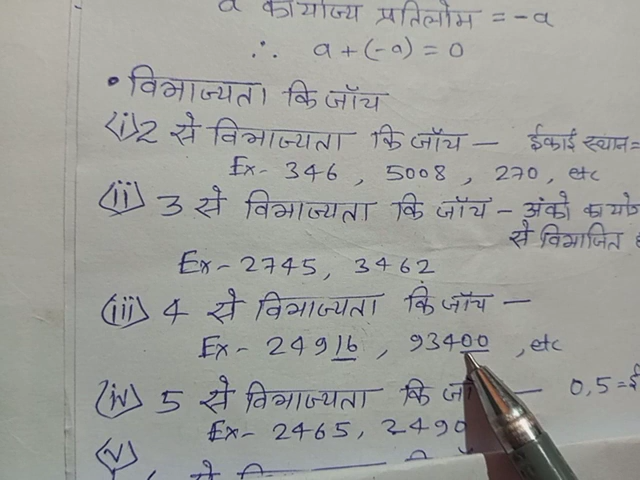 a का योज्य प्रतिलोम = -a
∴ a + (-a) = 0
• विभाज्यता कि जाँच
(i) 2 से विभाज्यता कि जाँच – ईकाई स्थान =
Ex- 346, 5008, 270, etc
(ii) 3 से विभाज्यता कि जाँच – अंको का योग
से विभाजित
Ex- 2745, 3462
(iii) 4 से विभाज्यता कि जाँच –
Ex- 24916, 93400, etc
(iv) 5 से विभाज्यता कि जाँ – 0, 5 = ई
Ex- 2465, 2490
(v)